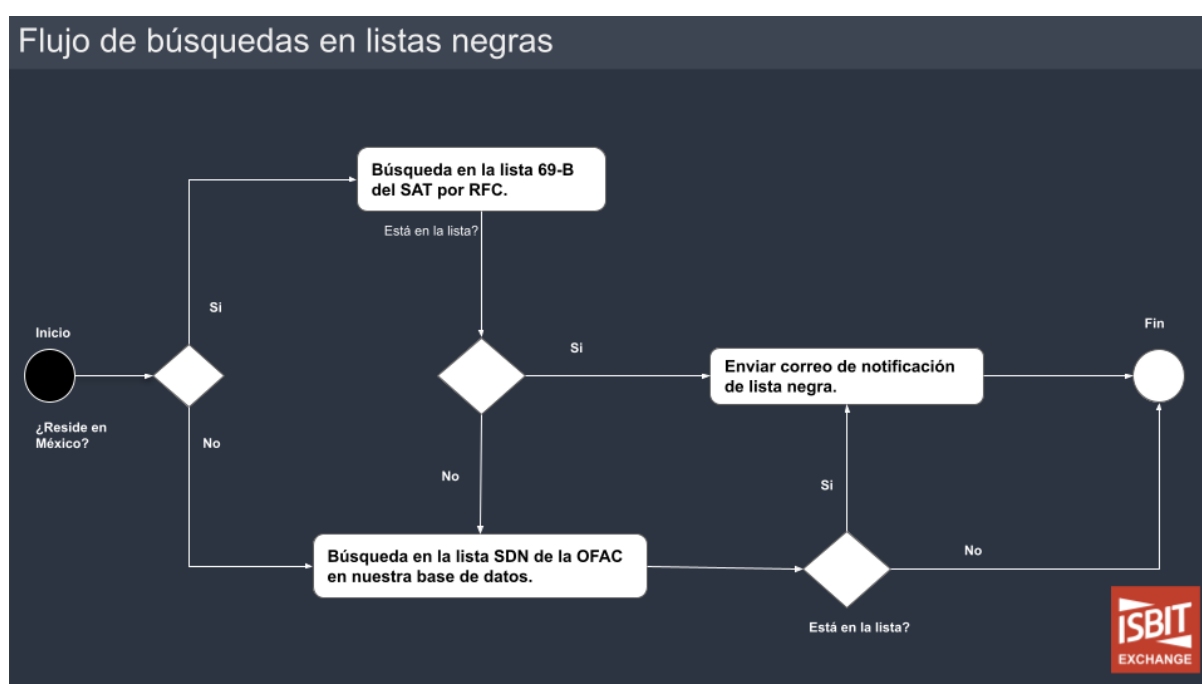 Flujo de búsquedas en listas negras
Búsqueda en la lista 69-B
del SAT por RFC.
Está en la lista?
Si
Inicio
Fin
Si
Enviar correo de notificación
de lista negra.
¿Reside en
México?
No
No
Si
Búsqueda en la lista SDN de la OFAC
en nuestra base de datos.
No
Está en la lista?
ISBIT
EXCHANGE